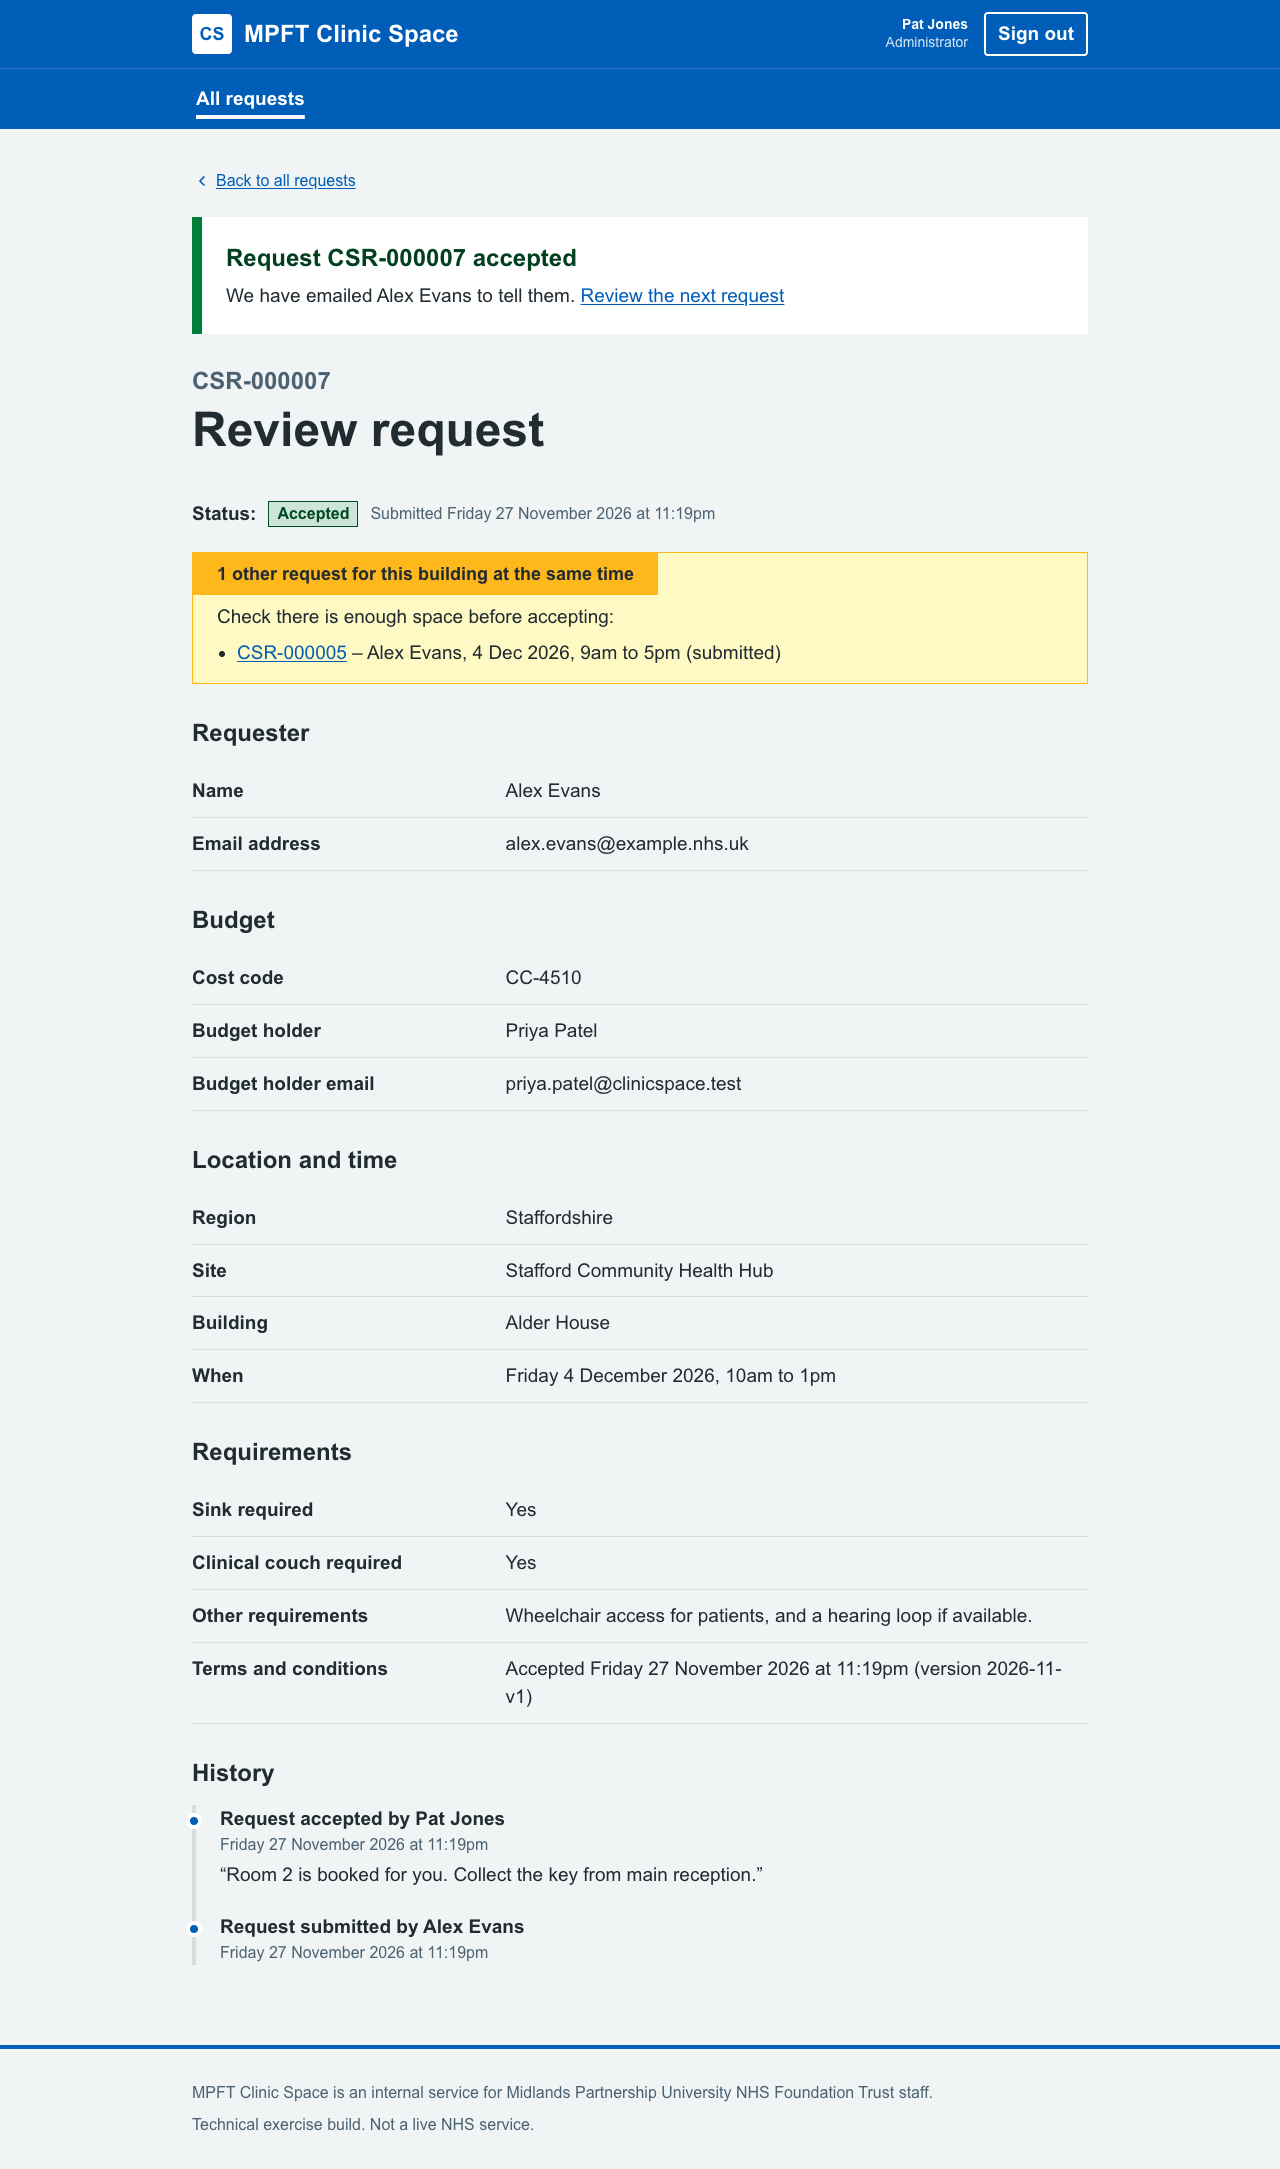 CS MPFT Clinic Space
Pat Jones
Administrator
Sign out
All requests
Back to all requests
Request CSR-000007 accepted
We have emailed Alex Evans to tell them. Review the next request
CSR-000007
Review request
Status: Accepted Submitted Friday 27 November 2026 at 11:19pm
1 other request for this building at the same time
Check there is enough space before accepting:
• CSR-000005 – Alex Evans, 4 Dec 2026, 9am to 5pm (submitted)
Requester
Name Alex Evans
Email address alex.evans@example.nhs.uk
Budget
Cost code CC-4510
Budget holder Priya Patel
Budget holder email priya.patel@clinicspace.test
Location and time
Region Staffordshire
Site Stafford Community Health Hub
Building Alder House
When Friday 4 December 2026, 10am to 1pm
Requirements
Sink required Yes
Clinical couch required Yes
Other requirements Wheelchair access for patients, and a hearing loop if available.
Terms and conditions Accepted Friday 27 November 2026 at 11:19pm (version 2026-11-
v1)
History
Request accepted by Pat Jones
Friday 27 November 2026 at 11:19pm
“Room 2 is booked for you. Collect the key from main reception.”
Request submitted by Alex Evans
Friday 27 November 2026 at 11:19pm
MPFT Clinic Space is an internal service for Midlands Partnership University NHS Foundation Trust staff.
Technical exercise build. Not a live NHS service.